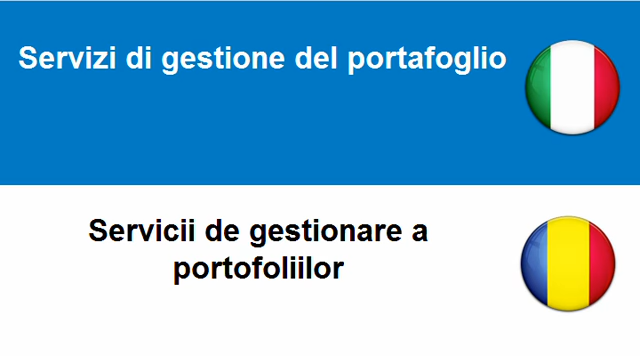 Servizi di gestione del portafoglio
Servicii de gestionare a
portofoliilor